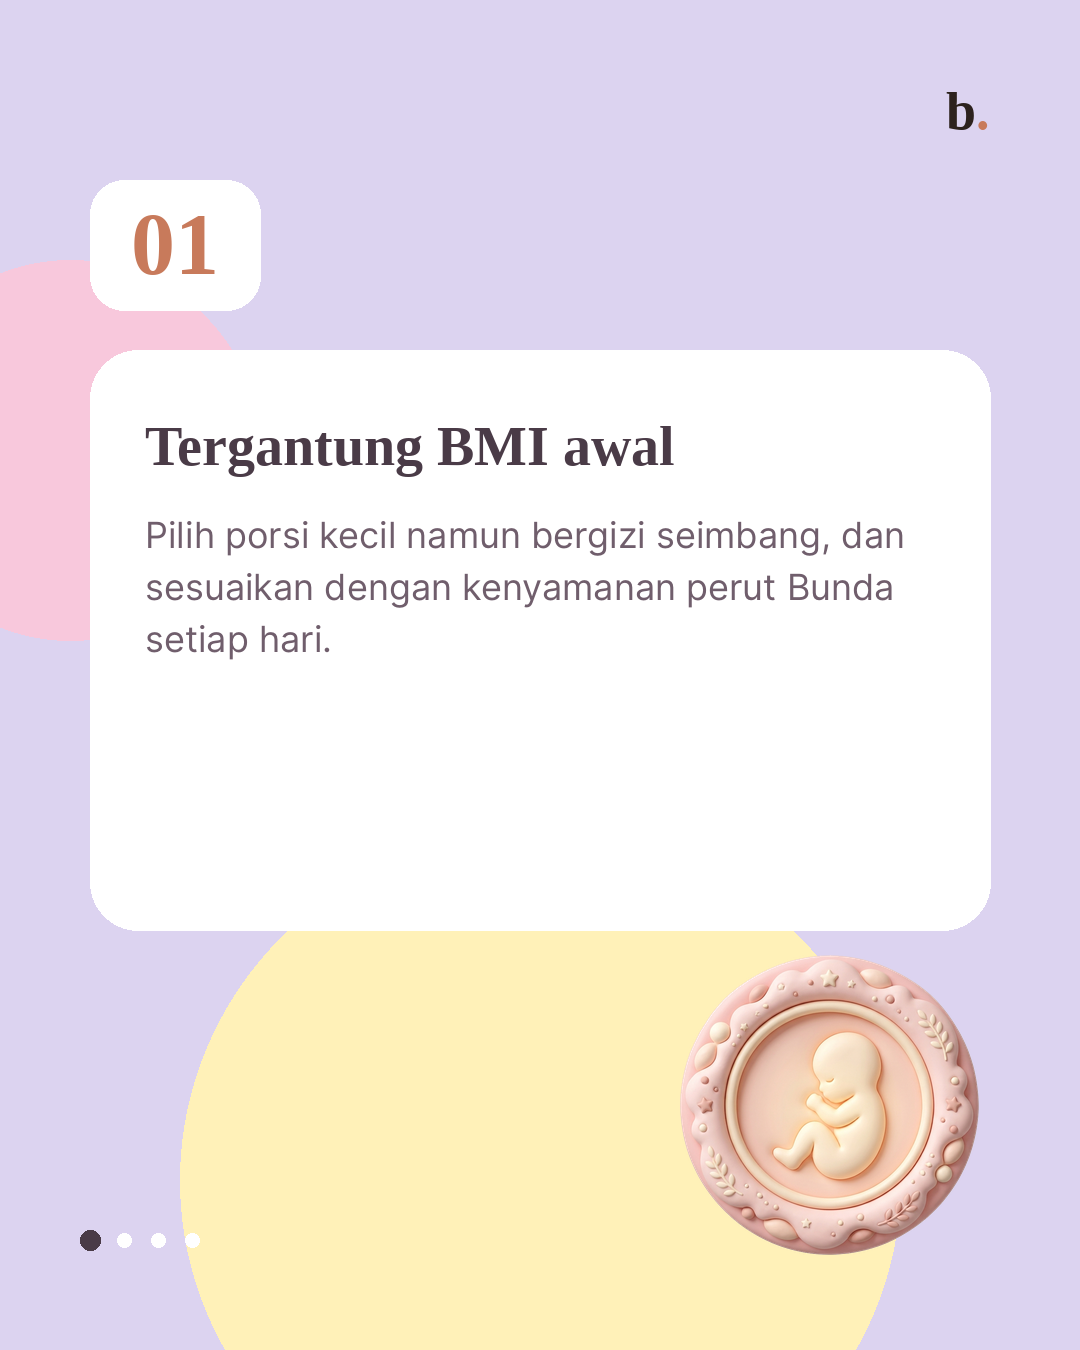 b.
01
Tergantung BMI awal
Pilih porsi kecil namun bergizi seimbang, dan
sesuaikan dengan kenyamanan perut Bunda
setiap hari.